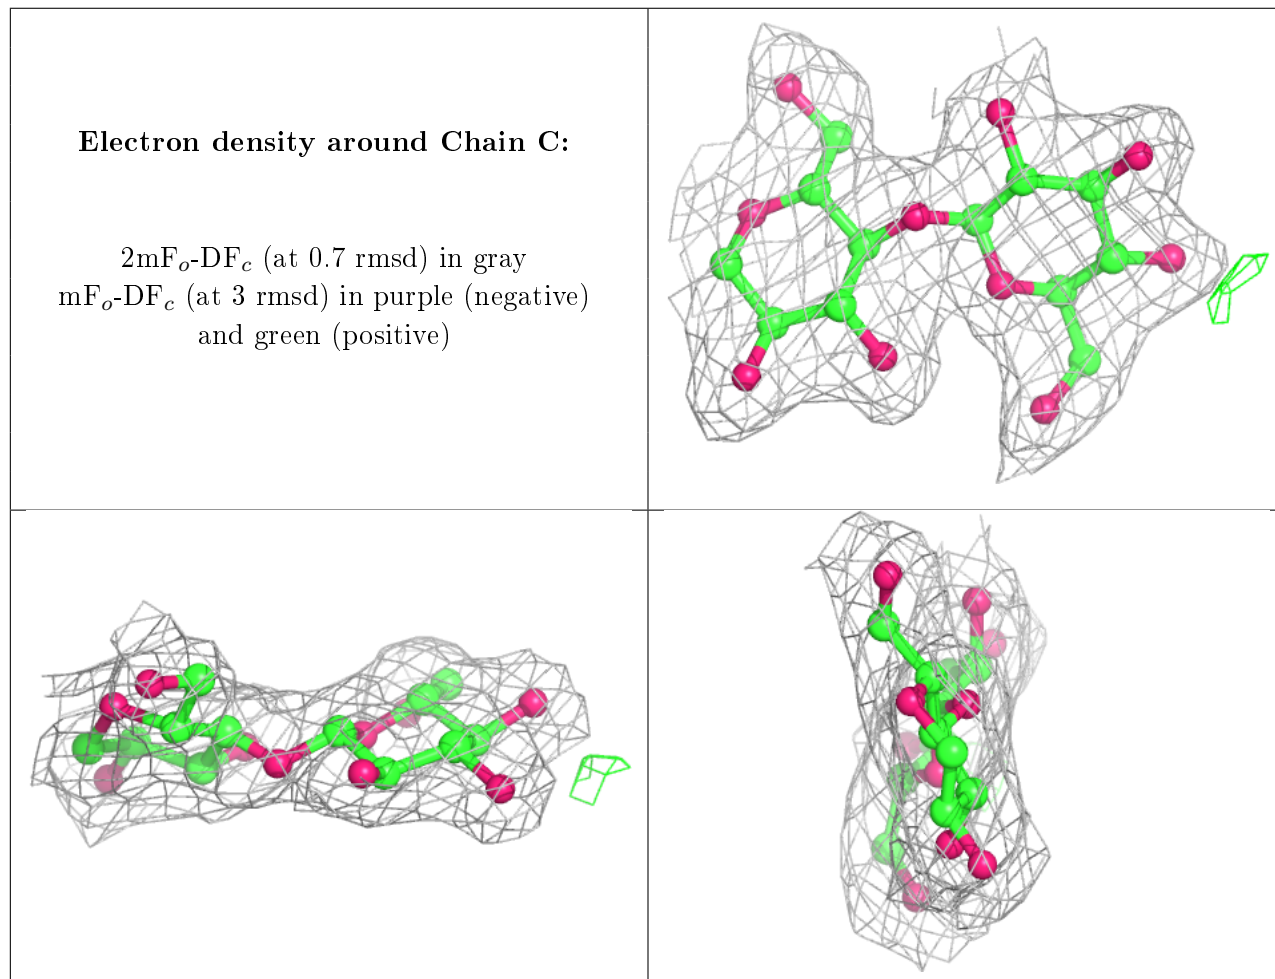 Electron density around Chain C:
2mFo-DFc (at 0.7 rmsd) in gray
mFo-DFc (at 3 rmsd) in purple (negative)
and green (positive)